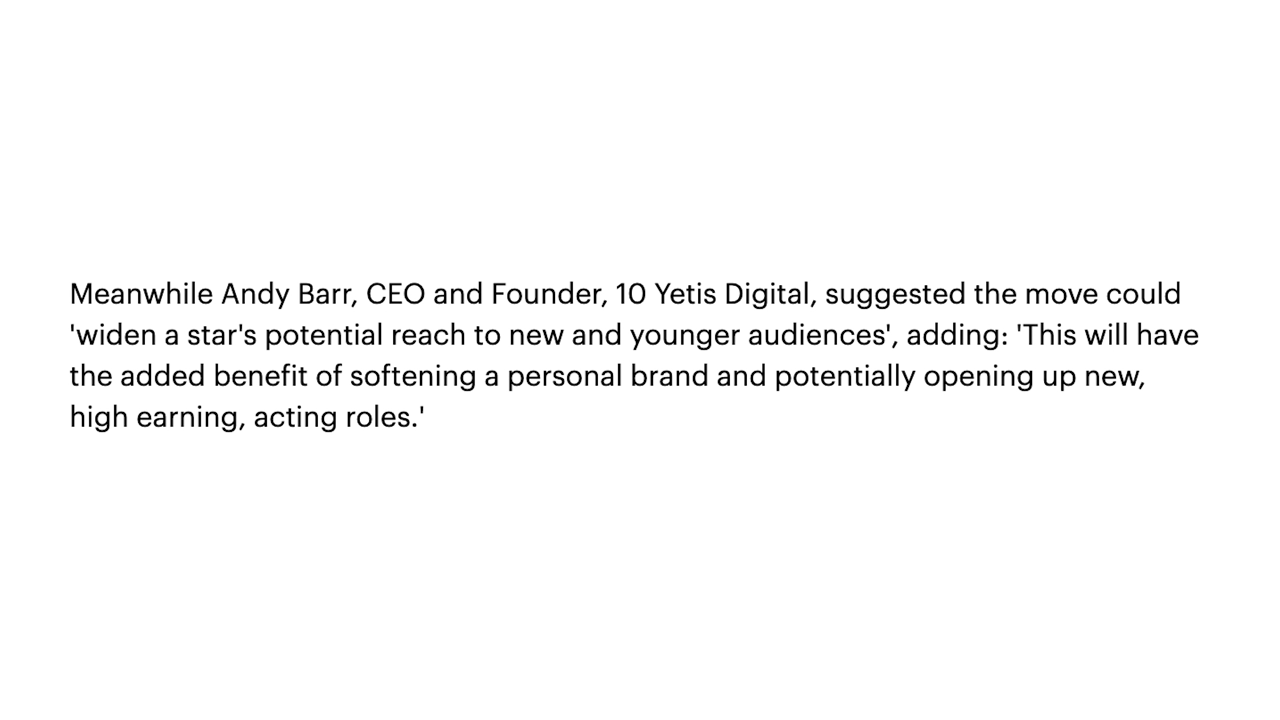 Meanwhile Andy Barr, CEO and Founder, 10 Yetis Digital, suggested the move could
'widen a star's potential reach to new and younger audiences', adding: 'This will have
the added benefit of softening a personal brand and potentially opening up new,
high earning, acting roles.'